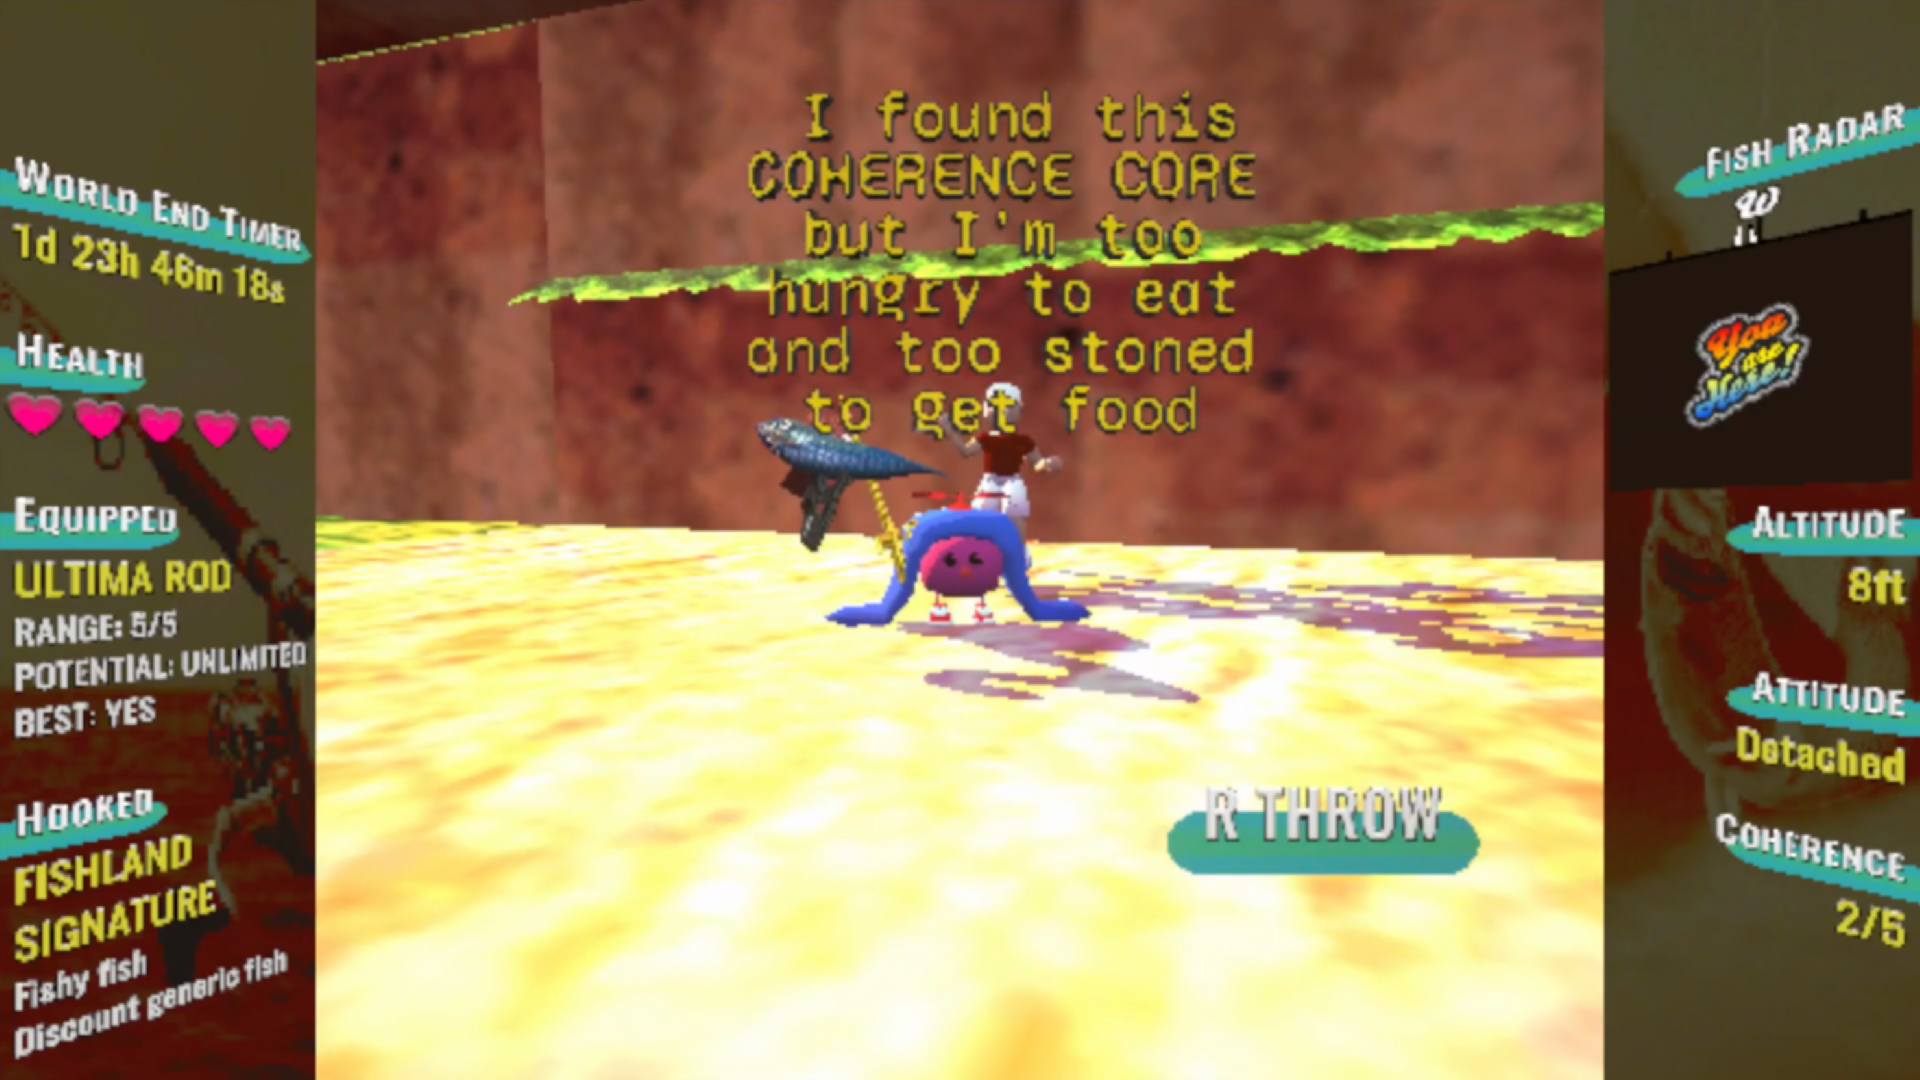 WORLD END TIMER
1d 23h 46m 18s
HEALTH
EQUIPPED
ULTIMA ROD
RANGE: 5/5
POTENTIAL: UNLIMITED
BEST: YES
HOOKED
FISHLAND
SIGNATURE
Fishy fish
Discount generic fish
I found this
COHERENCE CORE
but I'm too
hungry to eat
and too stoned
to get food
R THROW
FISH RADAR
W
You
are
Here!
ALTITUDE
8ft
ATTITUDE
Detached
COHERENCE
2/5